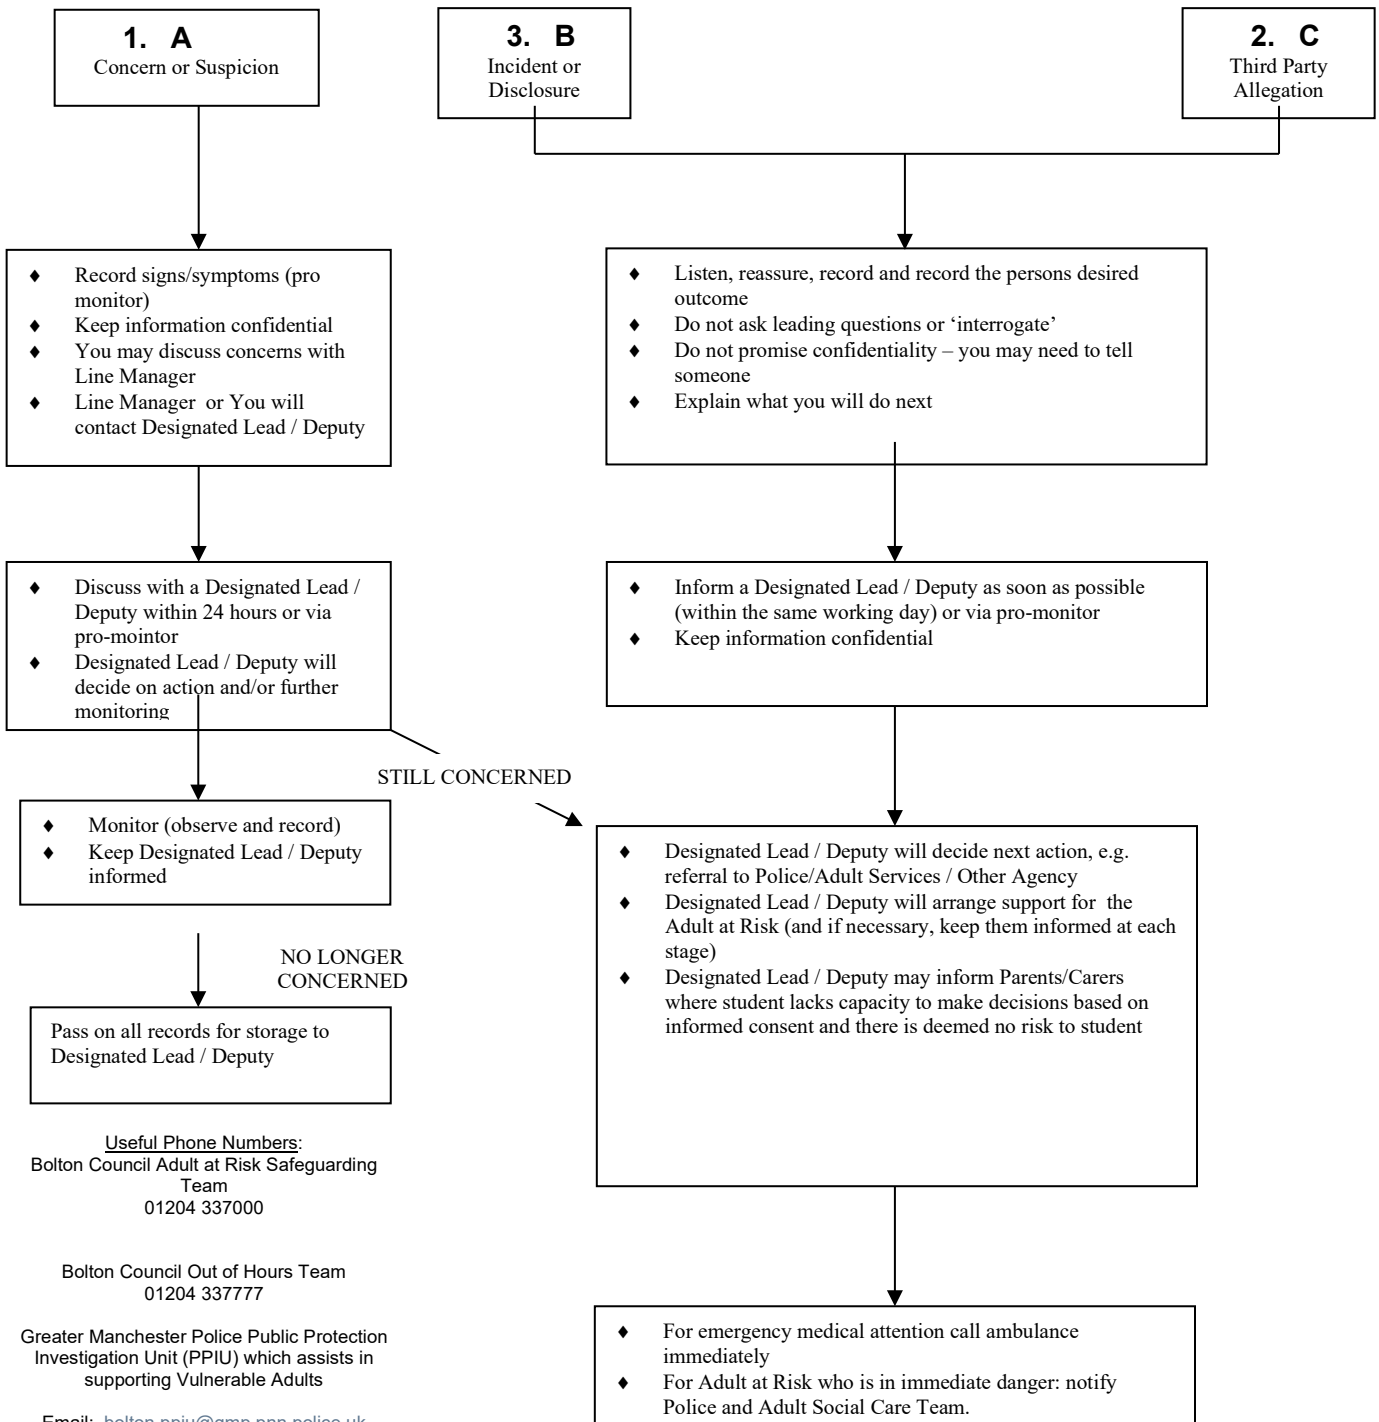 1. A
Concern or Suspicion
3. B
Incident or
Disclosure
2. C
Third Party
Allegation
♦ Record signs/symptoms (pro
monitor)
♦ Keep information confidential
♦ You may discuss concerns with
Line Manager
♦ Line Manager or You will
contact Designated Lead / Deputy
♦ Listen, reassure, record and record the persons desired
outcome
♦ Do not ask leading questions or ‘interrogate’
♦ Do not promise confidentiality – you may need to tell
someone
♦ Explain what you will do next
♦ Discuss with a Designated Lead /
Deputy within 24 hours or via
pro-mointor
♦ Designated Lead / Deputy will
decide on action and/or further
monitoring
♦ Inform a Designated Lead / Deputy as soon as possible
(within the same working day) or via pro-monitor
♦ Keep information confidential
STILL CONCERNED
♦ Monitor (observe and record)
♦ Keep Designated Lead / Deputy
informed
♦ Designated Lead / Deputy will decide next action, e.g.
referral to Police/Adult Services / Other Agency
♦ Designated Lead / Deputy will arrange support for the
Adult at Risk (and if necessary, keep them informed at each
stage)
♦ Designated Lead / Deputy may inform Parents/Carers
where student lacks capacity to make decisions based on
informed consent and there is deemed no risk to student
NO LONGER
CONCERNED
Pass on all records for storage to
Designated Lead / Deputy
Useful Phone Numbers:
Bolton Council Adult at Risk Safeguarding
Team
01204 337000
Bolton Council Out of Hours Team
01204 337777
Greater Manchester Police Public Protection
Investigation Unit (PPIU) which assists in
supporting Vulnerable Adults
Email: bolton.ppiu@gmp.pnn.police.uk
♦ For emergency medical attention call ambulance
immediately
♦ For Adult at Risk who is in immediate danger: notify
Police and Adult Social Care Team.